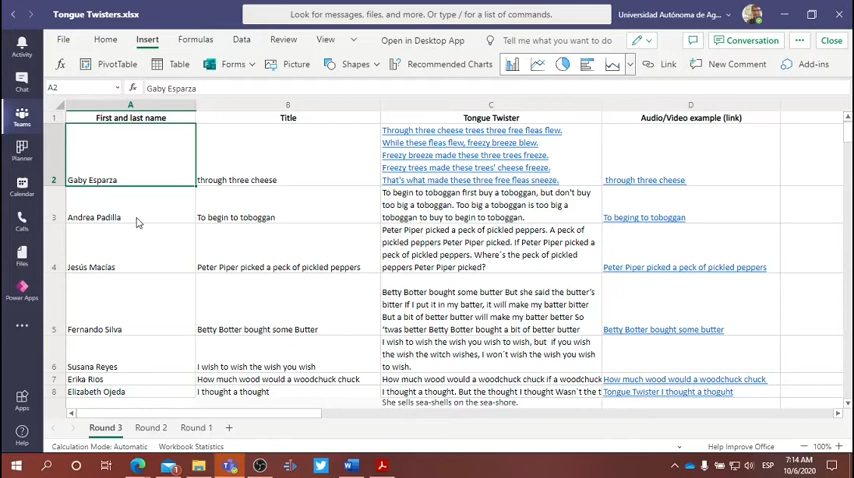 Tongue Twisters.xlsx
Look for messages, files, and more. Or type / for a list of commands.
Universidad Autónoma de Ag...
File Home Insert Formulas Data Review View Open in Desktop App Tell me what you want to do Conversation ... Close
fx PivotTable Table Forms Picture Shapes Recommended Charts Link New Comment Add-ins
A2 fx Gaby Esparza
A B C D
1 First and last name Title Tongue Twister Audio/Video example (link)
Through three cheese trees three free fleas flew.
While these fleas flew, freezy breeze blew.
Freezy breeze made these three trees freeze.
Freezy trees made these trees' cheese freeze.
2 Gaby Esparza through three cheese That's what made these three free fleas sneeze. through three cheese
To begin to toboggan first buy a toboggan, but don't buy
too big a toboggan. Too big a toboggan is too big a
3 Andrea Padilla To begin to toboggan toboggan to buy to begin to toboggan. To beging to toboggan
Peter Piper picked a peck of pickled peppers. A peck of
pickled peppers Peter Piper picked. If Peter Piper picked a
peck of pickled peppers, Where´s the peck of pickled
4 Jesús Macías Peter Piper picked a peck of pickled peppers peppers Peter Piper picked? Peter Piper picked a peck of pickled peppers
Betty Botter bought some butter But she said the butter’s
bitter If I put it in my batter, it will make my batter bitter
But a bit of better butter will make my batter better So
5 Fernando Silva Betty Botter bought some Butter ‘twas better Betty Botter bought a bit of better butter Betty Botter bought some butter
I wish to wish the wish you wish to wish, but if you wish
the wish the witch wishes, I won´t wish the wish you wish
6 Susana Reyes I wish to wish the wish you wish to wish.
7 Erika Rios How much wood would a woodchuck chuck How much wood would a woodchuck chuck if a woodchuck How much wood would a woodchuck chuck
8 Elizabeth Ojeda I thought a thought I thought a thought. But the thought I thought Wasn´t the t Tongue Twister I thought a thoguht
She sells sea-shells on the sea-shore.
Activity
Chat
Teams
Planner
Calendar
Calls
Files
Power Apps
...
Apps
Help
Round 3 Round 2 Round 1 +
Calculation Mode: Automatic Workbook Statistics Help Improve Office 100%
ESP
7:14 AM
10/6/2020